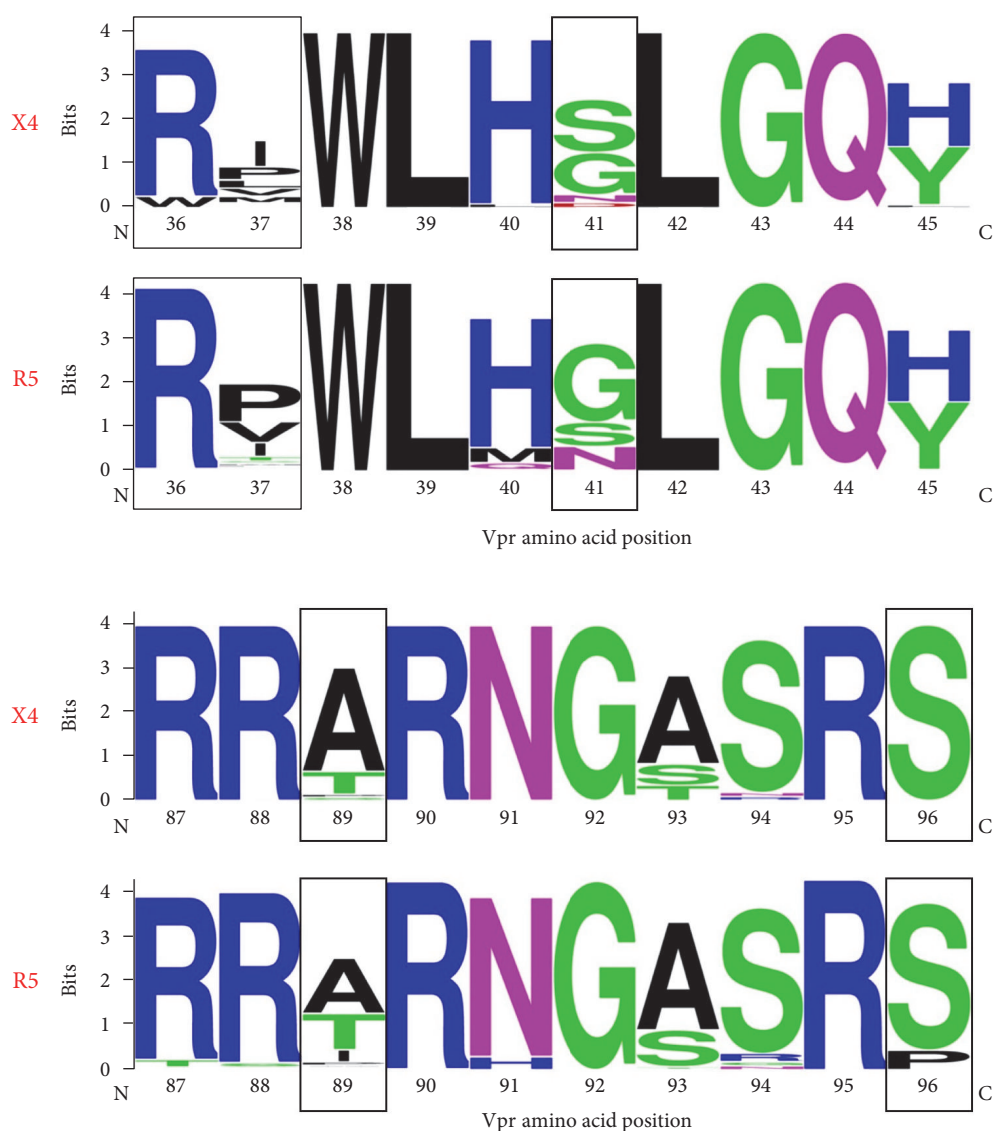 4
3
2
1
0
X4
Bits
R I W L H S L G Q H
W P G Y
V N
M D
N 36 37 38 39 40 41 42 43 44 45 C
4
3
2
1
0
R5
Bits
R P W L H G L G Q H
V M S Y
I Q N
N 36 37 38 39 40 41 42 43 44 45 C
Vpr amino acid position
4
3
2
1
0
X4
Bits
R R A R N G A S R S
T S N
T R
N 87 88 89 90 91 92 93 94 95 96 C
4
3
2
1
0
R5
Bits
R R A R N G A S R S
T T H S R P
I
N 87 88 89 90 91 92 93 94 95 96 C
Vpr amino acid position